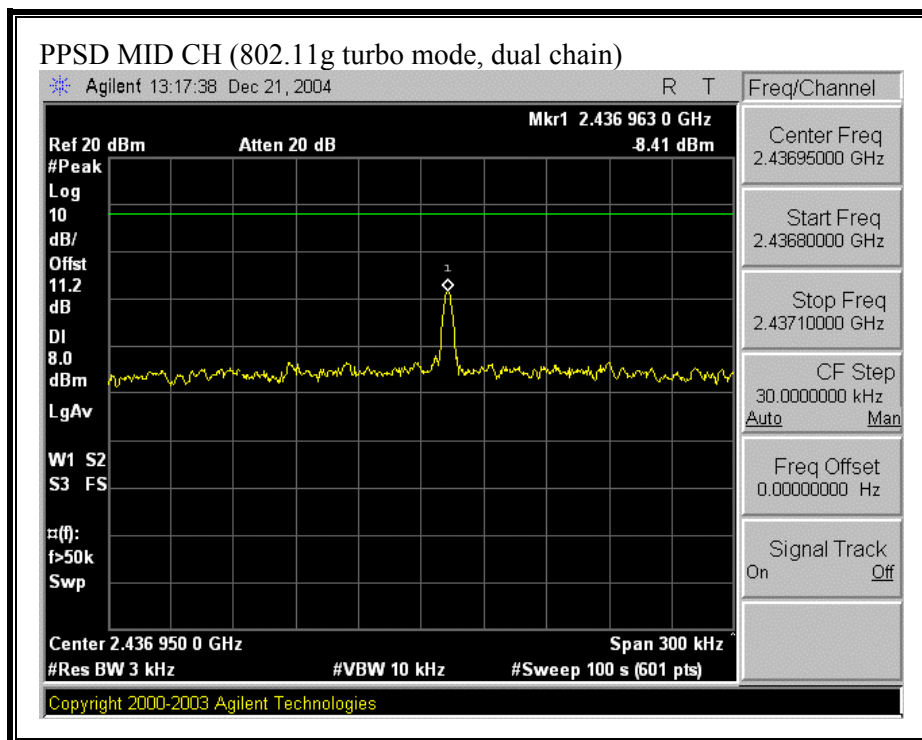 PPSD MID CH (802.11g turbo mode, dual chain)
Agilent 13:17:38 Dec 21, 2004
R T
Freq/Channel
Mkr1 2.436 963 0 GHz
Ref 20 dBm
Atten 20 dB
-8.41 dBm
#Peak
Log
10
dB/
Offst
11.2
dB
DI
8.0
dBm
LgAv
W1 S2
S3 FS
¤(f):
f>50k
Swp
1
Center 2.436 950 0 GHz
Span 300 kHz
#Res BW 3 kHz
#VBW 10 kHz
#Sweep 100 s (601 pts)
Center Freq
2.43695000 GHz
Start Freq
2.43680000 GHz
Stop Freq
2.43710000 GHz
CF Step
30.0000000 kHz
Auto Man
Freq Offset
0.00000000 Hz
Signal Track
On Off
Copyright 2000-2003 Agilent Technologies